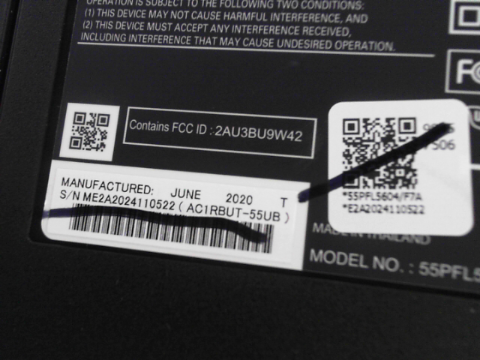 OPERATION IS SUBJECT TO THE FOLLOWING TWO CONDITIONS:
(1) THIS DEVICE MAY NOT CAUSE HARMFUL INTERFERENCE, AND
(2) THIS DEVICE MUST ACCEPT ANY INTERFERENCE RECEIVED,
INCLUDING INTERFERENCE THAT MAY CAUSE UNDESIRED OPERATION.
Contains FCC ID : 2AU3BU9W42
MANUFACTURED: JUNE 2020 T
S/N ME2A2024110522 ( AC1RBUT-55UB )
*55PFL5604/F7A
*E2A2024110522
MADE IN THAILAND
MODEL NO. : 55PFL5